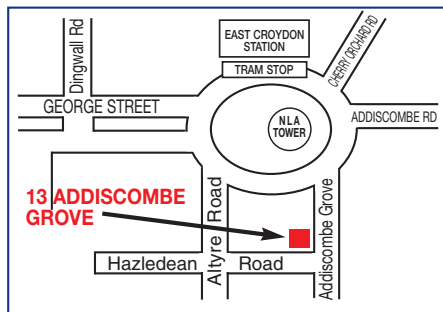 EAST CROYDON
STATION
TRAM STOP
Dingwall Rd
CHERRY ORCHARD RD
GEORGE STREET
NLA
TOWER
ADDISCOMBE RD
13 ADDISCOMBE
GROVE
Altyre Road
Addiscombe Grove
Hazledean Road